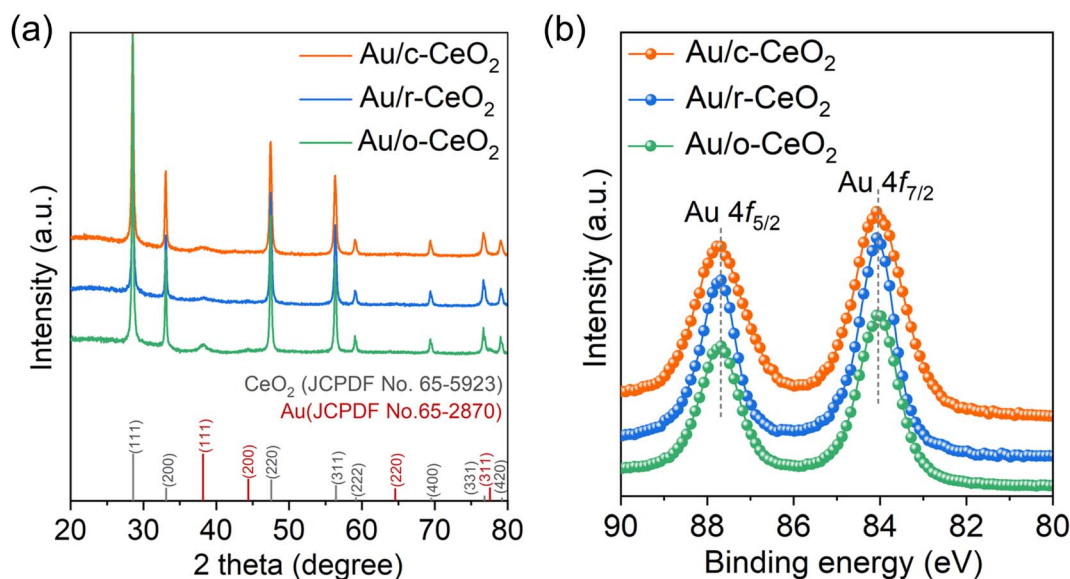 (a)
Au/c-CeO₂
Au/r-CeO₂
Au/o-CeO₂
Intensity (a.u.)
CeO₂ (JCPDF No. 65-5923)
Au(JCPDF No.65-2870)
(111)
(200)
(111)
(200)
(220)
(311)
(222)
(220)
(400)
(331)
(311)
(420)
20 30 40 50 60 70 80
2 theta (degree)
(b)
Au/c-CeO₂
Au/r-CeO₂
Au/o-CeO₂
Au 4f₅/₂
Au 4f₇/₂
Intensity (a.u.)
90 88 86 84 82 80
Binding energy (eV)